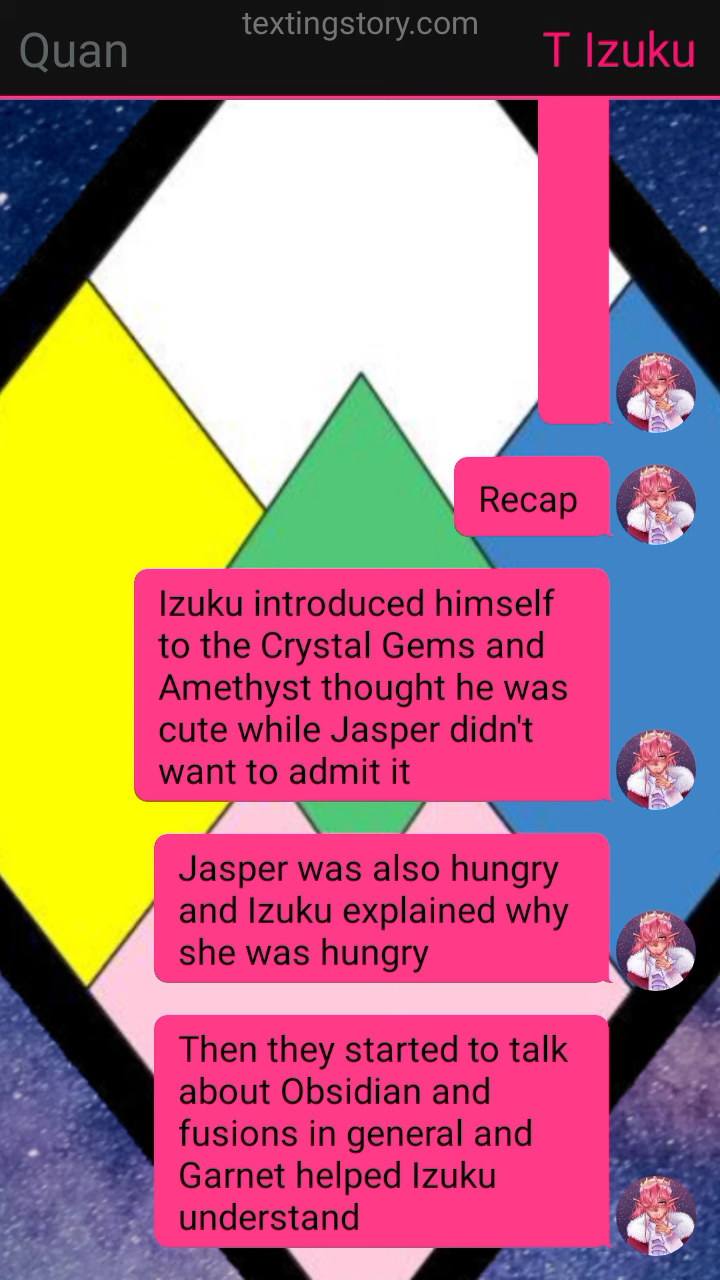 textingstory.com
Quan
T Izuku
Recap
Izuku introduced himself
to the Crystal Gems and
Amethyst thought he was
cute while Jasper didn't
want to admit it
Jasper was also hungry
and Izuku explained why
she was hungry
Then they started to talk
about Obsidian and
fusions in general and
Garnet helped Izuku
understand